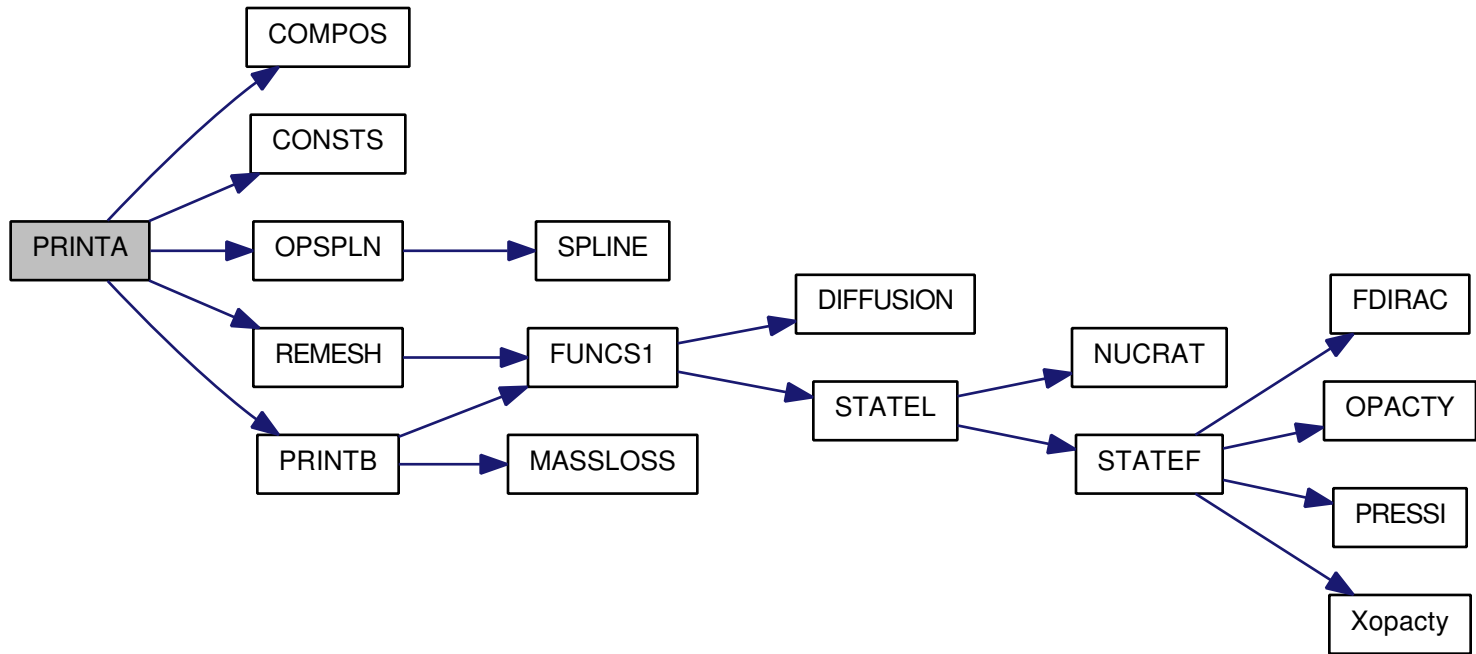 COMPOS
CONSTS
PRINTA
OPSPLN
SPLINE
REMESH
FUNCS1
DIFFUSION
FDIRAC
NUCRAT
OPACTY
STATEL
PRINTB
MASSLOSS
STATEF
PRESSI
Xopacty